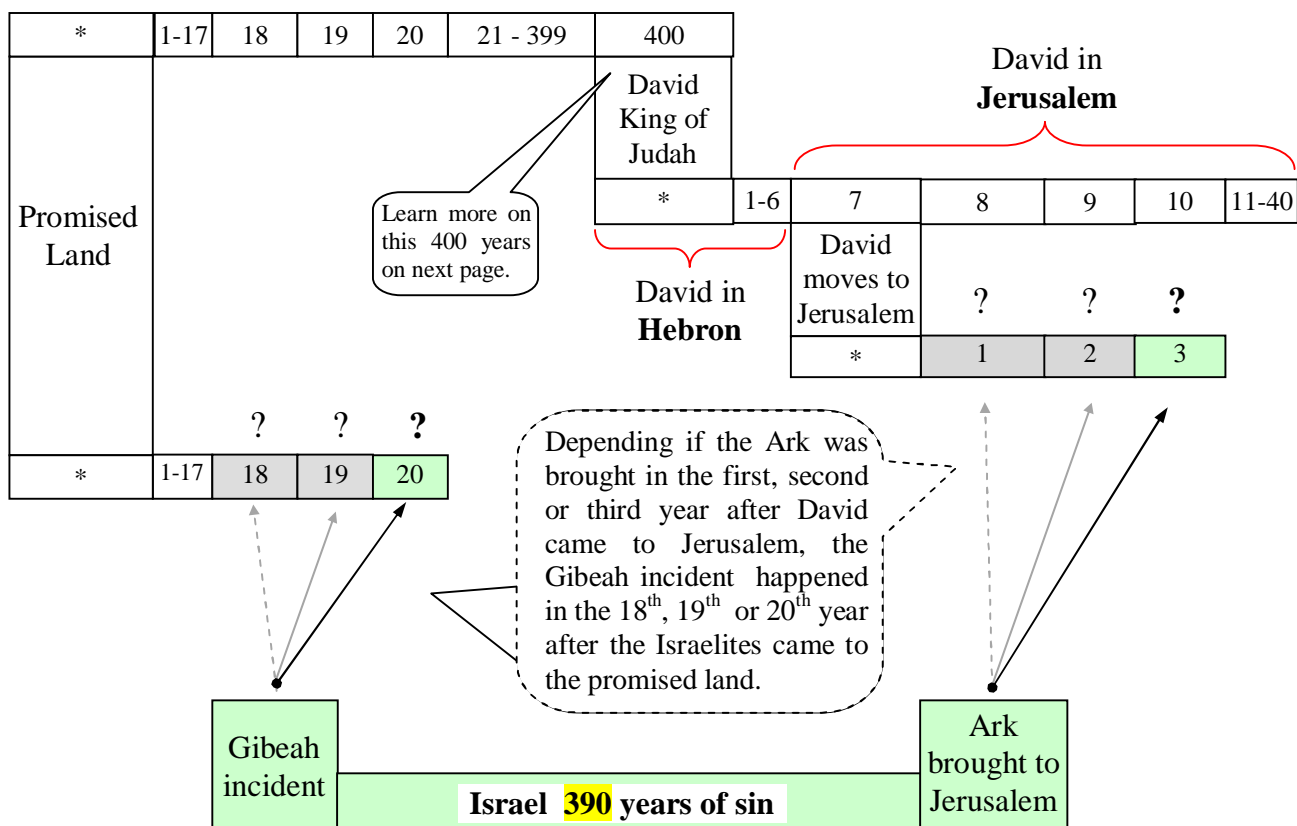 * 1-17 18 19 20 21 - 399 400
David
King of
Judah
David in
Jerusalem
* 1-6 7 8 9 10 11-40
Promised
Land
Learn more on
this 400 years
on next page.
David in
Hebron
David
moves to
Jerusalem
? ? ?
* 1 2 3
? ? ?
* 1-17 18 19 20
Depending if the Ark was
brought in the first, second
or third year after David
came to Jerusalem, the
Gibeah incident happened
in the 18th, 19th or 20th year
after the Israelites came to
the promised land.
Gibeah
incident
Ark
brought to
Jerusalem
Israel 390 years of sin